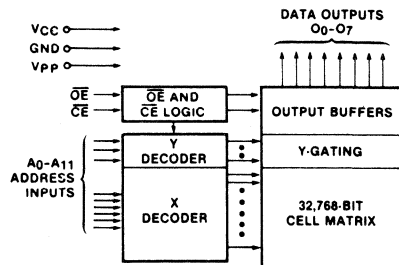 DATA OUTPUTS
O0-O7
VCC
GND
VPP
OE
CE
OE AND
CE LOGIC
OUTPUT BUFFERS
Y
DECODER
Y-GATING
A0-A11
ADDRESS
INPUTS
X
DECODER
32,768-BIT
CELL MATRIX